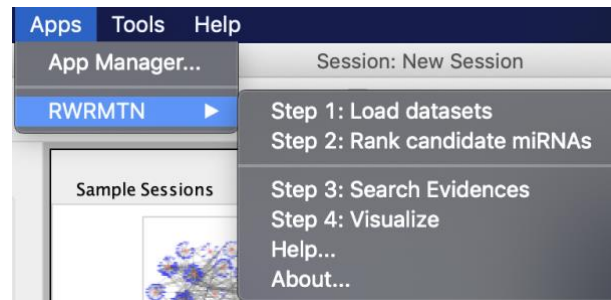 Apps Tools Help
App Manager...
Session: New Session
RWRMTN
Step 1: Load datasets
Step 2: Rank candidate miRNAs
Step 3: Search Evidences
Step 4: Visualize
Help...
About...
Sample Sessions